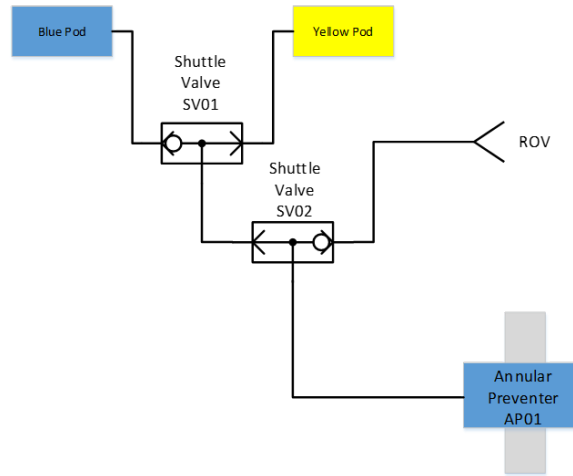 Blue Pod
Yellow Pod
Shuttle
Valve
SV01
ROV
Shuttle
Valve
SV02
Annular
Preventer
AP01